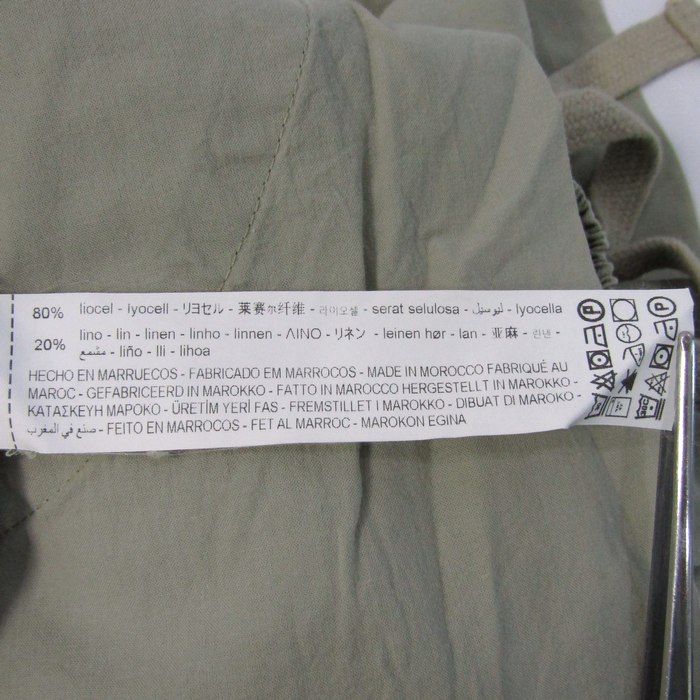 80% liocel - lyocell - リヨセル - 莱赛尔纤维 - 라이오셀 - serat selulosa - ليوسيل - lyocella
20% lino - lin - linen - linho - linnen - ΛΙΝΟ - リネン - leinen hør - lan - 亚麻 - 린넨 -
مشمع - liño - lli - lihoa
HECHO EN MARRUECOS - FABRICADO EM MARROCOS - MADE IN MOROCCO FABRIQUÉ AU
MAROC - GEFABRICEERD IN MAROKKO - FATTO IN MAROCCO HERGESTELLT IN MAROKKO -
ΚΑΤΑΣΚΕΥΗ ΜΑΡΟΚΟ - ÜRETİM YERİ FAS - FREMSTILLET I MAROKKO - DIBUAT DI MAROKO -
صنع في المغرب - FEITO EN MARROCOS - FET AL MARROC - MAROKON EGINA